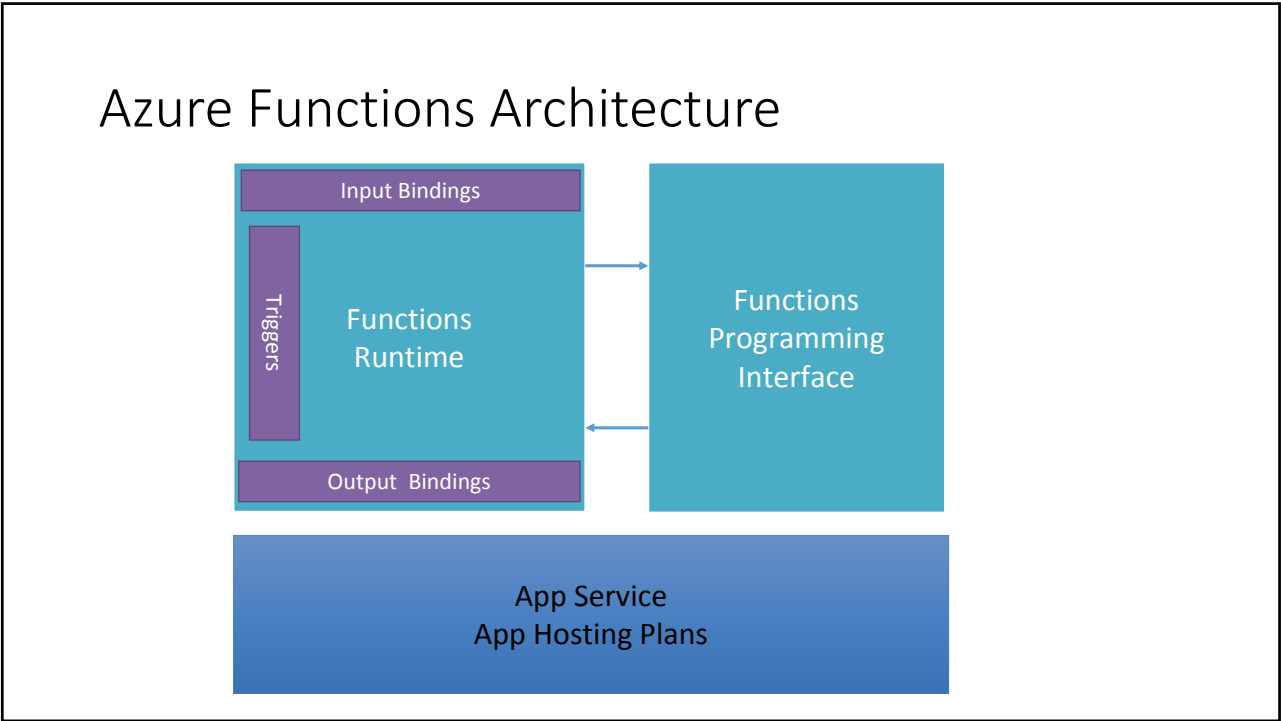 Azure Functions Architecture
Input Bindings
Triggers
Functions
Runtime
Output Bindings
Functions
Programming
Interface
App Service
App Hosting Plans